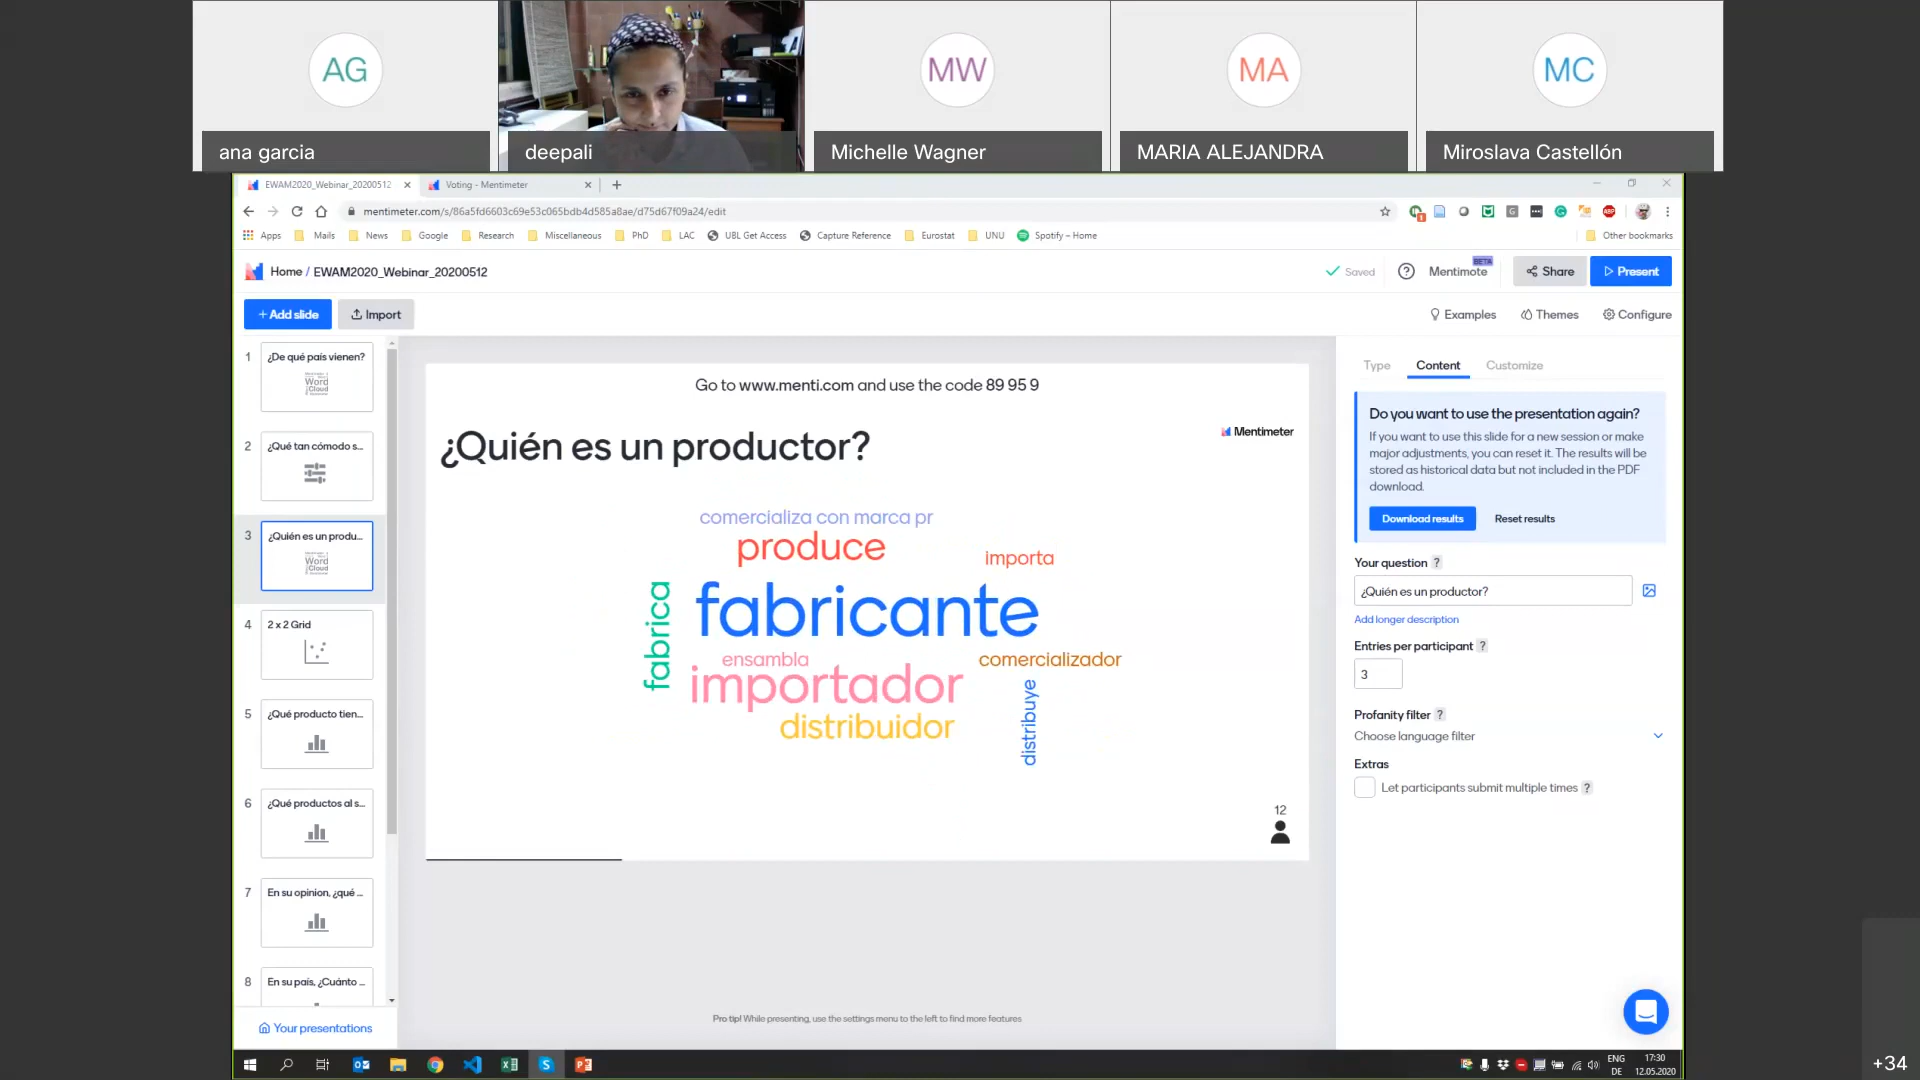 AG
MW
MA
MC
ana garcia
deepali
Michelle Wagner
MARIA ALEJANDRA
Miroslava Castellón
EWAM2020_Webinar_20200512
Voting - Mentimeter
mentimeter.com/s/86a5fd6603c69e53c065bdb4d585a8ae/d75d67f09a24/edit
Apps
Mails
News
Google
Research
Miscellaneous
PhD
LAC
UBL Get Access
Capture Reference
Eurostat
UNU
Spotify – Home
Other bookmarks
Home / EWAM2020_Webinar_20200512
Saved
Mentimote
BETA
Share
Present
+ Add slide
Import
Examples
Themes
Configure
1
¿De qué país vienen?
Word
Cloud
2
¿Qué tan cómodo s...
3
¿Quién es un produ...
Word
Cloud
4
2 x 2 Grid
5
¿Qué producto tien...
6
¿Qué productos al s...
7
En su opinion, ¿qué ...
8
En su país, ¿Cuánto ...
Your presentations
Go to www.menti.com and use the code 89 95 9
Mentimeter
¿Quién es un productor?
comercializa con marca pr
produce
importa
fabrica
fabricante
ensambla
comercializador
importador
distribuye
distribuidor
12
Pro tip! While presenting, use the settings menu to the left to find more features
Type
Content
Customize
Do you want to use the presentation again?
If you want to use this slide for a new session or make
major adjustments, you can reset it. The results will be
stored as historical data but not included in the PDF
download.
Download results
Reset results
Your question ?
¿Quién es un productor?
Add longer description
Entries per participant ?
3
Profanity filter ?
Choose language filter
Extras
Let participants submit multiple times ?
ENG
DE
17:30
12.05.2020
+34